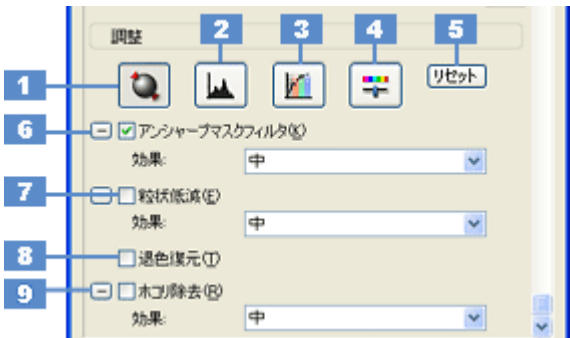 調整
1 2 3 4 5
リセット
6 アンシャープマスクフィルタ(K)
効果: 中
7 粒状低減(E)
効果: 中
8 退色復元(T)
9 ホコリ除去(R)
効果: 中